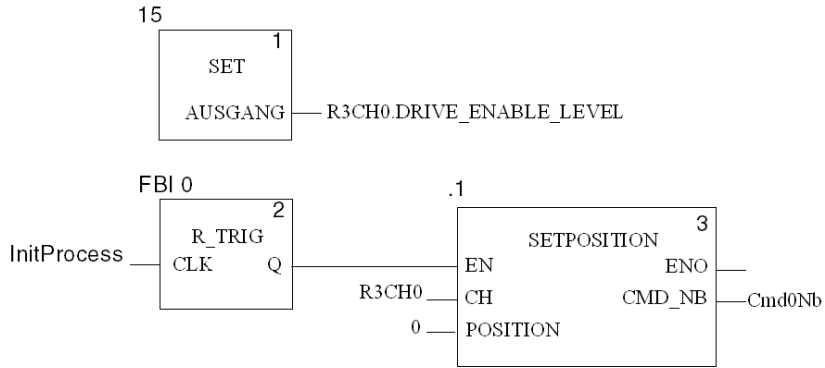 15
1
SET
AUSGANG R3CH0.DRIVE_ENABLE_LEVEL
FBI 0
.1
2
3
R_TRIG
SETPOSITION
InitProcess
CLK Q
EN ENO
R3CH0 CH CMD_NB Cmd0Nb
0 POSITION